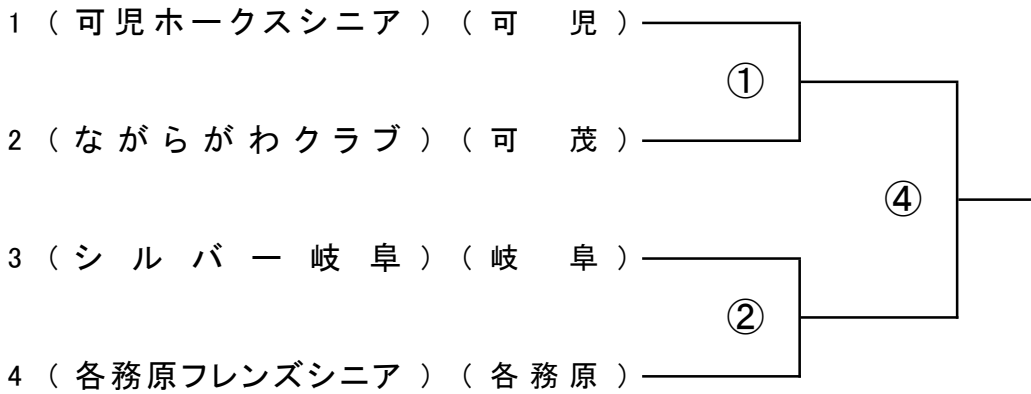 1 (可児ホークスシニア) (可 児)
①
2 (ながらがわクラブ) (可 茂)
④
3 (シルバー岐阜) (岐 阜)
②
4 (各務原フレンズシニア) (各務原)